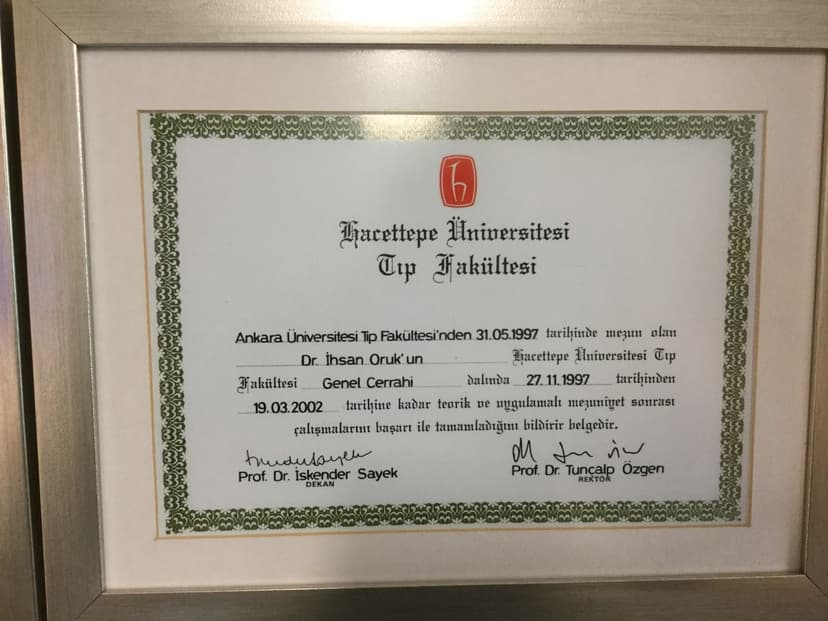 Hacettepe Üniversitesi
Tıp Fakültesi
Ankara Üniversitesi Tıp Fakültesi'nden 31.05.1997 tarihinde mezun olan
Dr. İhsan Oruk'un Hacettepe Üniversitesi Tıp
Fakültesi Genel Cerrahi dalında 27.11.1997 tarihinden
19.03.2002 tarihine kadar teorik ve uygulamalı mezuniyet sonrası
çalışmalarını başarı ile tamamladığını bildirir belgedir.
Prof. Dr. İskender Sayek Prof. Dr. Tunçalp Özgen
DEKAN REKTÖR